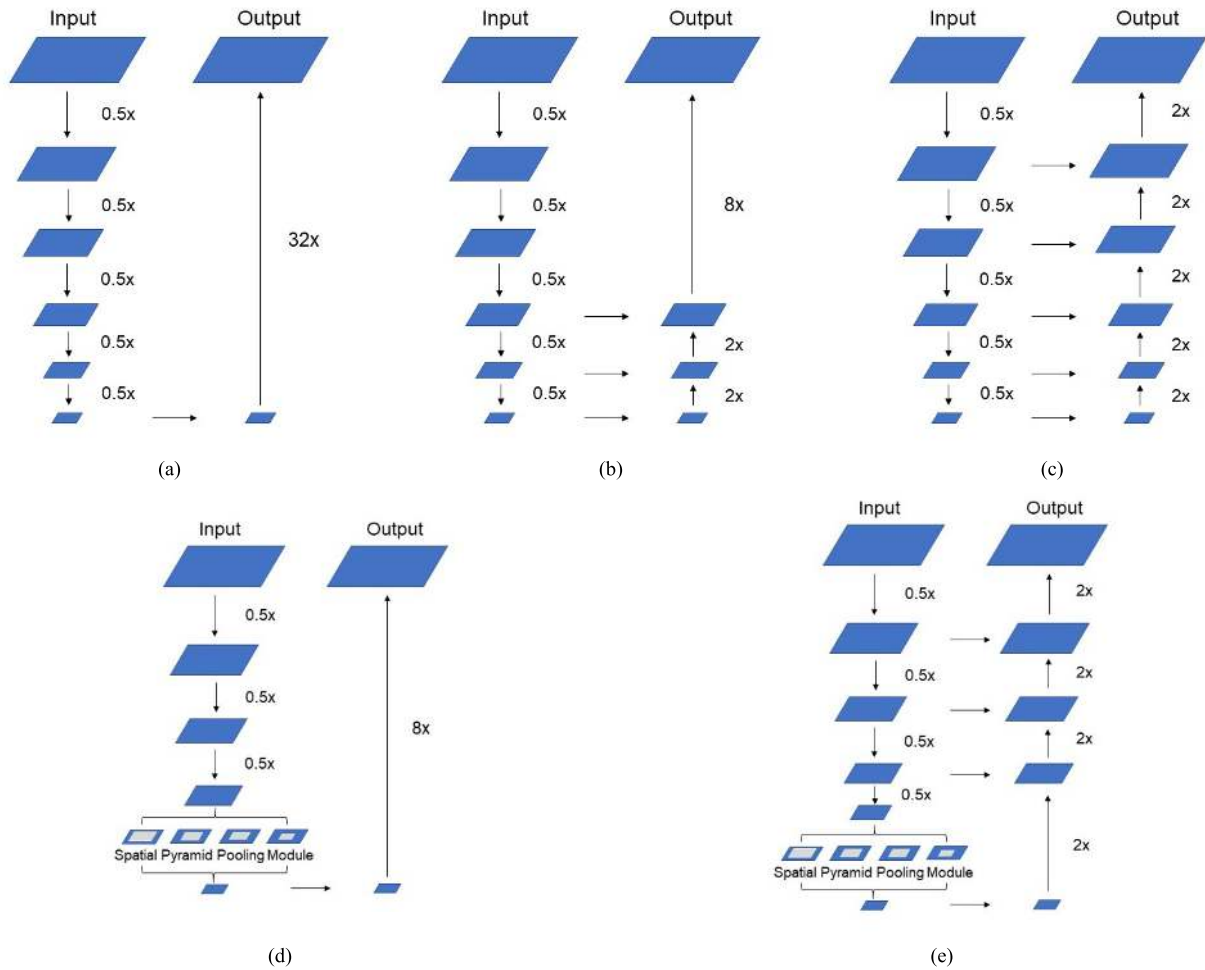 Input Output
0.5x
0.5x
0.5x
0.5x
0.5x
32x
(a)
Input Output
0.5x
0.5x
0.5x
0.5x
0.5x
8x
2x
2x
(b)
Input Output
0.5x
0.5x
0.5x
0.5x
0.5x
2x
2x
2x
2x
2x
(c)
Input Output
0.5x
0.5x
0.5x
8x
Spatial Pyramid Pooling Module
(d)
Input Output
0.5x
0.5x
0.5x
0.5x
2x
2x
2x
2x
Spatial Pyramid Pooling Module
(e)